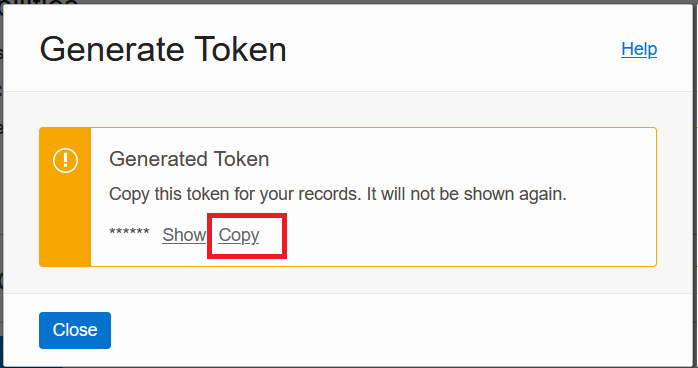 Generate Token
Help
Generated Token
Copy this token for your records. It will not be shown again.
****** Show Copy
Close